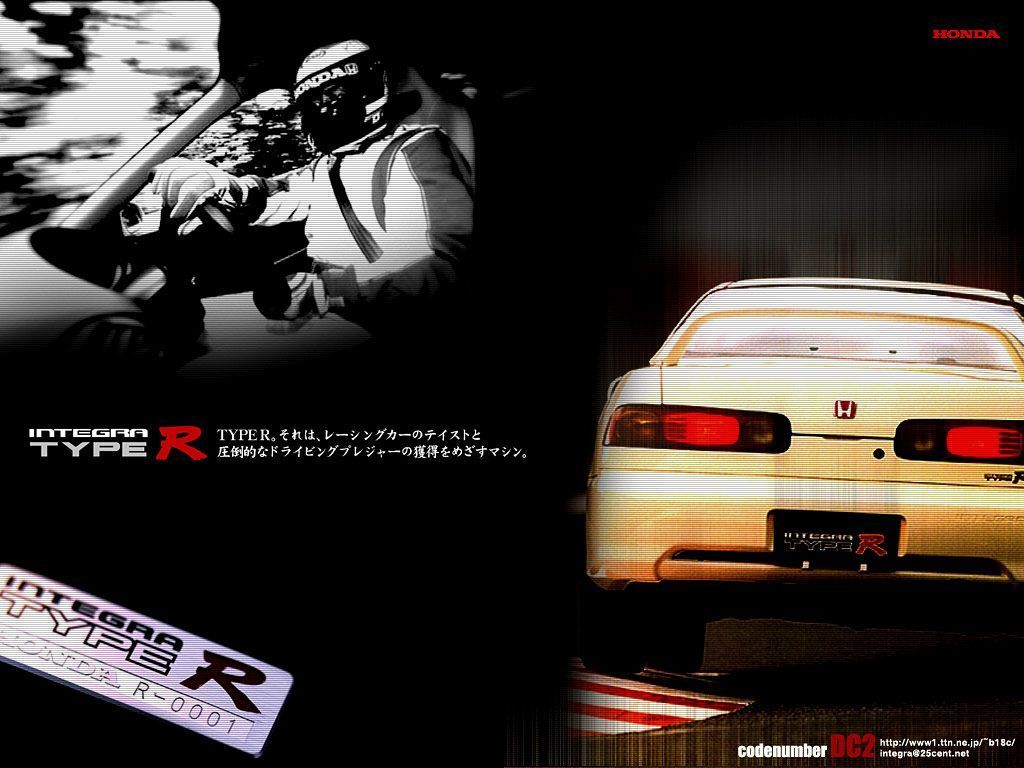 HONDA
HONDA
INTEGRA
TYPE R
TYPE R。それは、レーシングカーのテイストと
圧倒的なドライビングプレジャーの獲得をめざすマシン。
TYPE R
INTEGRA
TYPE R
INTEGRA
TYPE R
HONDA R-0001
codenumber DC2
http://www1.ttn.ne.jp/~b18c/
integra@25cent.net